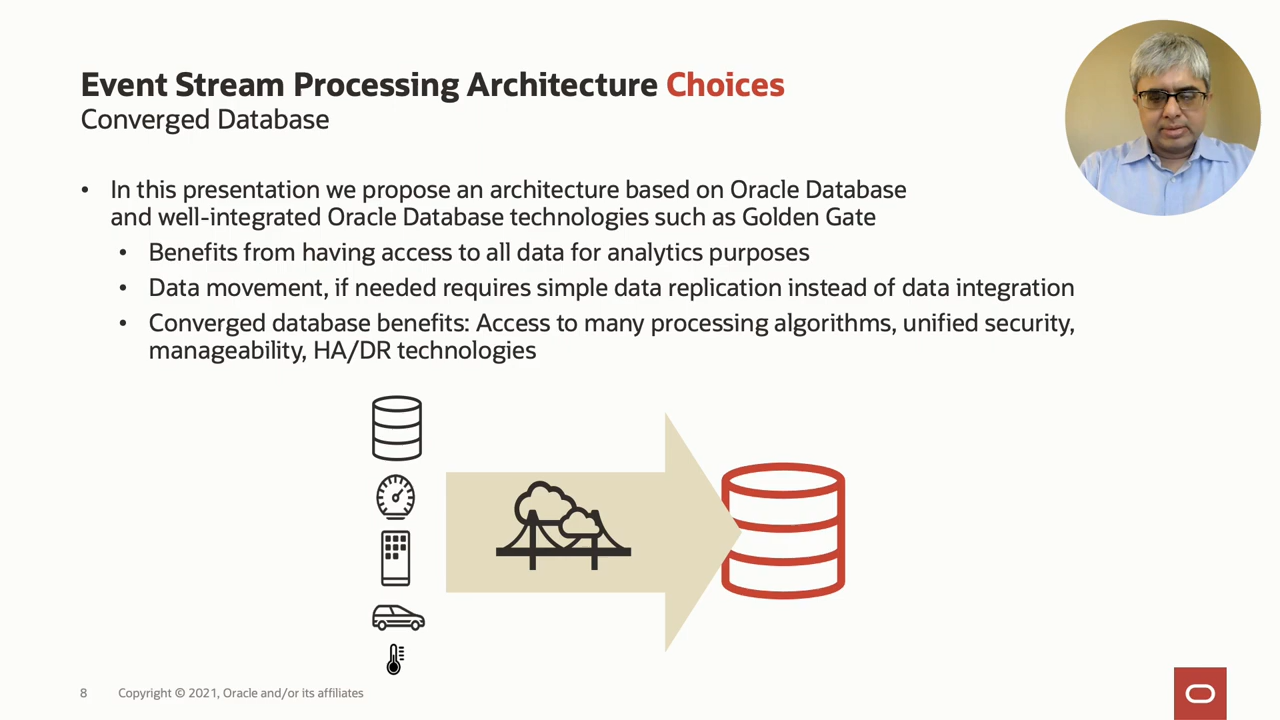 Event Stream Processing Architecture Choices
Converged Database
• In this presentation we propose an architecture based on Oracle Database
and well-integrated Oracle Database technologies such as Golden Gate
• Benefits from having access to all data for analytics purposes
• Data movement, if needed requires simple data replication instead of data integration
• Converged database benefits: Access to many processing algorithms, unified security,
manageability, HA/DR technologies
8 Copyright © 2021, Oracle and/or its affiliates